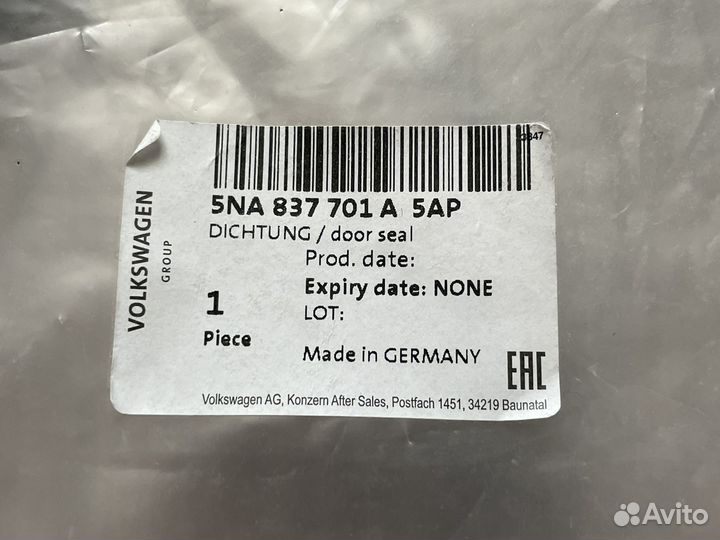 3847
5NA 837 701 A 5AP
DICHTUNG / door seal
Prod. date:
Expiry date: NONE
LOT:
1
Piece
Made in GERMANY
EAC
VOLKSWAGEN
GROUP
Volkswagen AG, Konzern After Sales, Postfach 1451, 34219 Baunatal
Avito